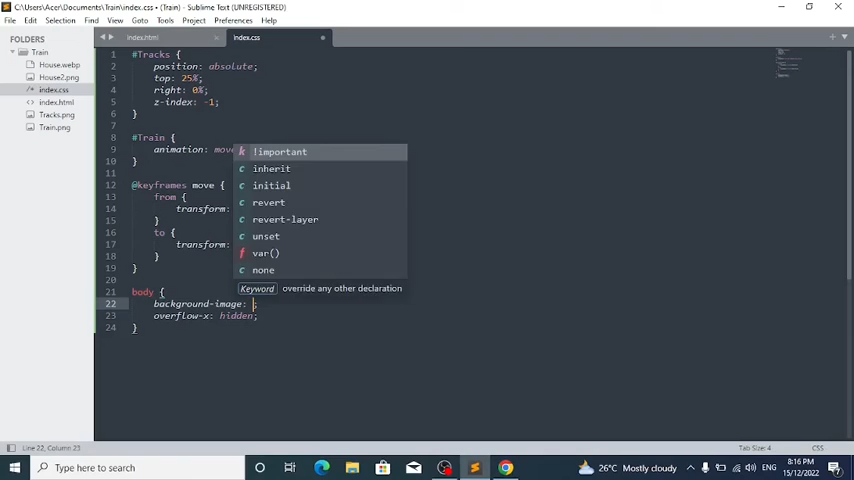 C:\Users\Acer\Documents\Train\index.css • (Train) - Sublime Text (UNREGISTERED)
File Edit Selection Find View Goto Tools Project Preferences Help
FOLDERS
Train
House.webp
House2.png
index.css
index.html
Tracks.png
Train.png
index.html
index.css
1 #Tracks {
2 position: absolute;
3 top: 25%;
4 right: 0%;
5 z-index: -1;
6 }
7
8 #Train {
9 animation: move
10 }
11
12 @keyframes move {
13 from {
14 transform:
15 }
16 to {
17 transform:
18 }
19 }
20
21 body {
22 background-image: ;
23 overflow-x: hidden;
24 }
k !important
c inherit
c initial
c revert
c revert-layer
c unset
f var()
c none
Keyword override any other declaration
Line 22, Column 23
Tab Size: 4
CSS
Type here to search
26°C Mostly cloudy
ENG
8:16 PM
15/12/2022
7